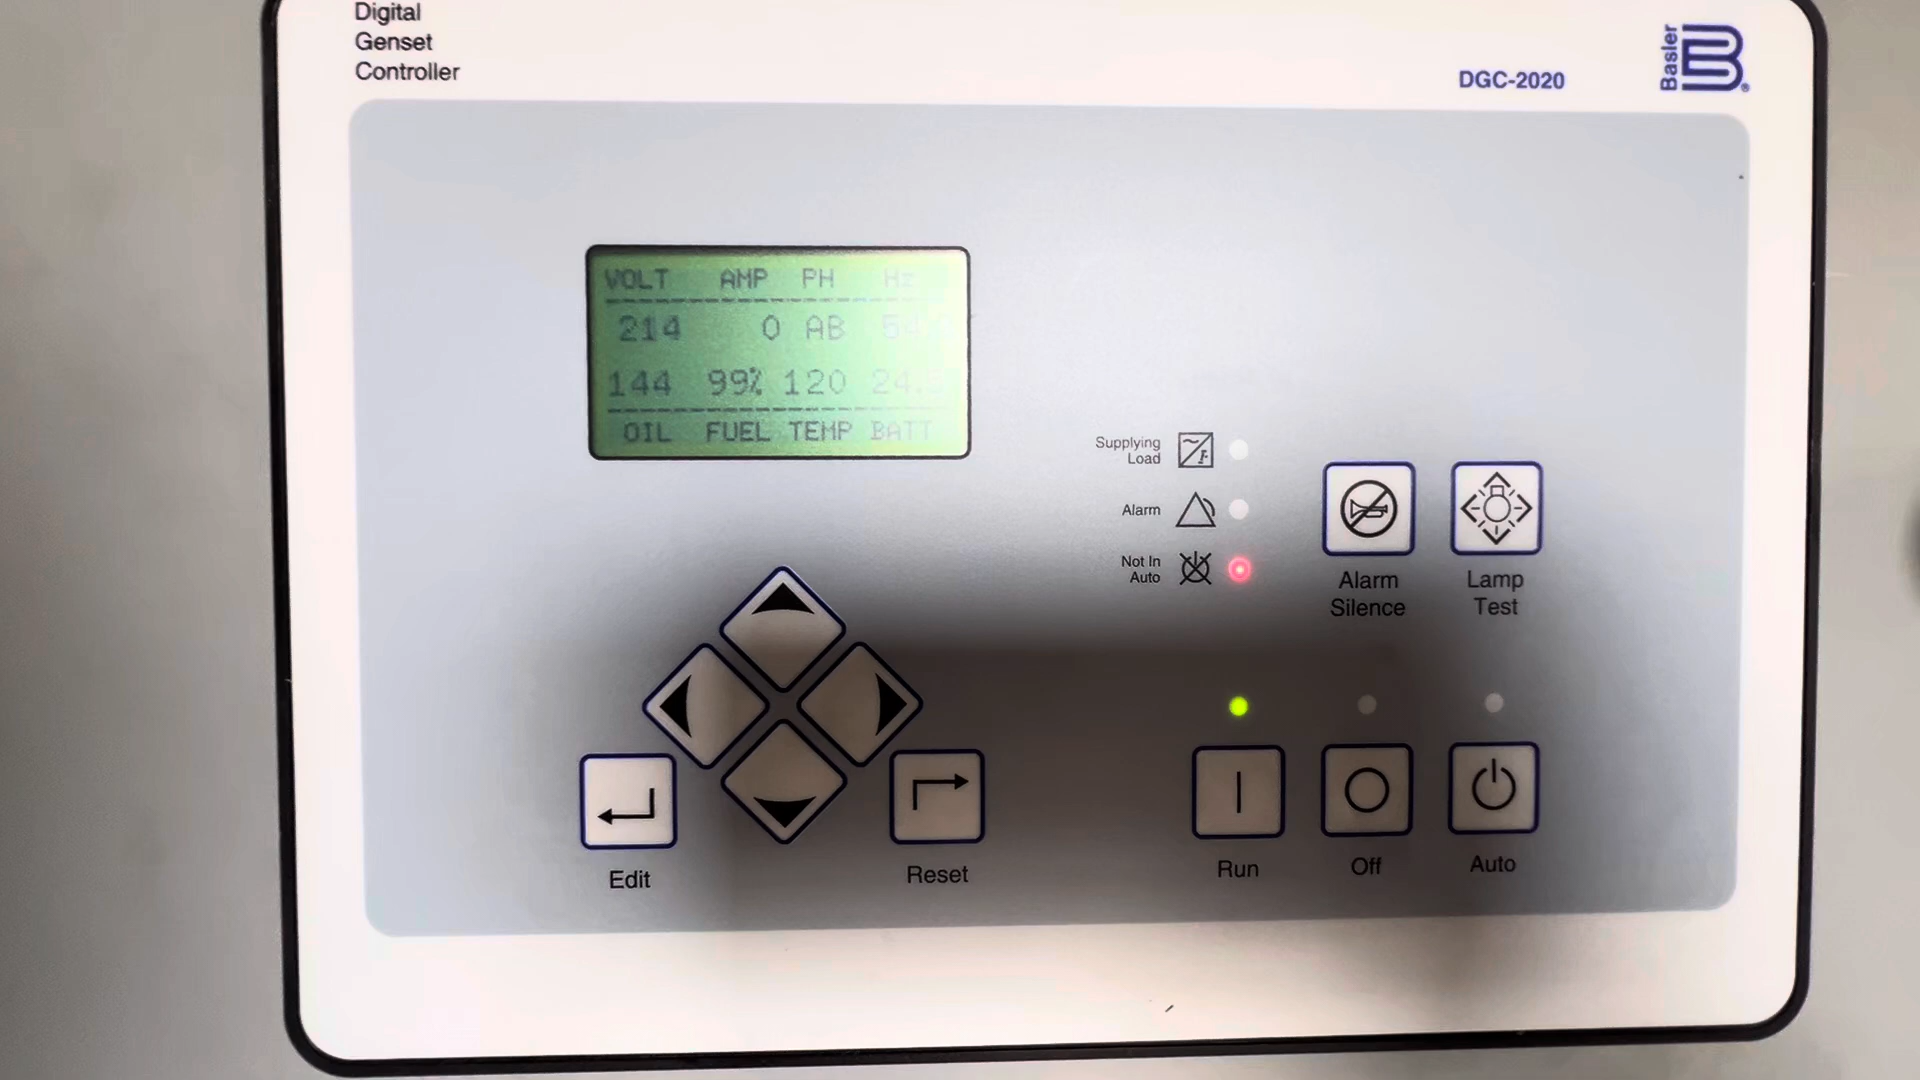 Digital
Genset
Controller
DGC-2020
Basler
VOLT AMP PH Hz
214 0 AB
144 99% 120
OIL FUEL TEMP BATT
Supplying
Load
Alarm
Not In
Auto
Alarm
Silence
Lamp
Test
Edit
Reset
Run
Off
Auto